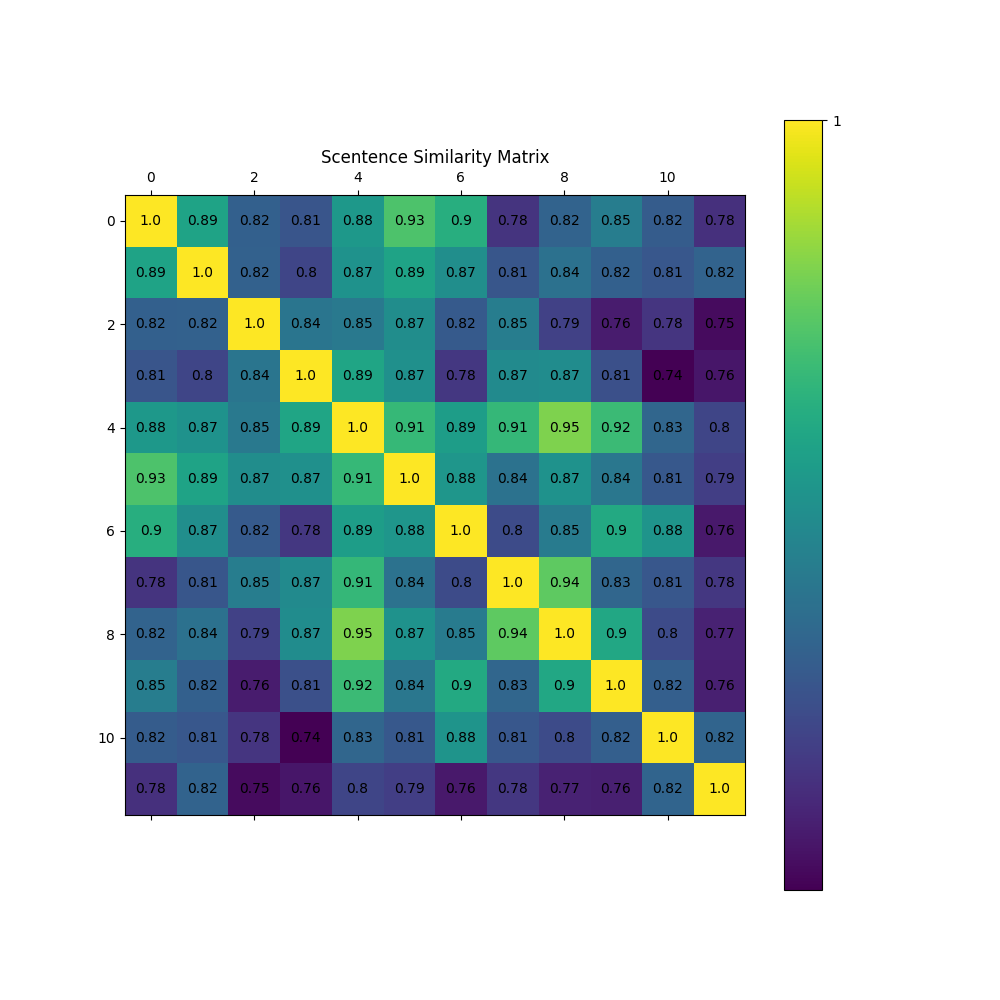 1
Scentence Similarity Matrix
0 2 4 6 8 10
0 1.0 0.89 0.82 0.81 0.88 0.93 0.9 0.78 0.82 0.85 0.82 0.78
0.89 1.0 0.82 0.8 0.87 0.89 0.87 0.81 0.84 0.82 0.81 0.82
2 0.82 0.82 1.0 0.84 0.85 0.87 0.82 0.85 0.79 0.76 0.78 0.75
0.81 0.8 0.84 1.0 0.89 0.87 0.78 0.87 0.87 0.81 0.74 0.76
4 0.88 0.87 0.85 0.89 1.0 0.91 0.89 0.91 0.95 0.92 0.83 0.8
0.93 0.89 0.87 0.87 0.91 1.0 0.88 0.84 0.87 0.84 0.81 0.79
6 0.9 0.87 0.82 0.78 0.89 0.88 1.0 0.8 0.85 0.9 0.88 0.76
0.78 0.81 0.85 0.87 0.91 0.84 0.8 1.0 0.94 0.83 0.81 0.78
8 0.82 0.84 0.79 0.87 0.95 0.87 0.85 0.94 1.0 0.9 0.8 0.77
0.85 0.82 0.76 0.81 0.92 0.84 0.9 0.83 0.9 1.0 0.82 0.76
10 0.82 0.81 0.78 0.74 0.83 0.81 0.88 0.81 0.8 0.82 1.0 0.82
0.78 0.82 0.75 0.76 0.8 0.79 0.76 0.78 0.77 0.76 0.82 1.0